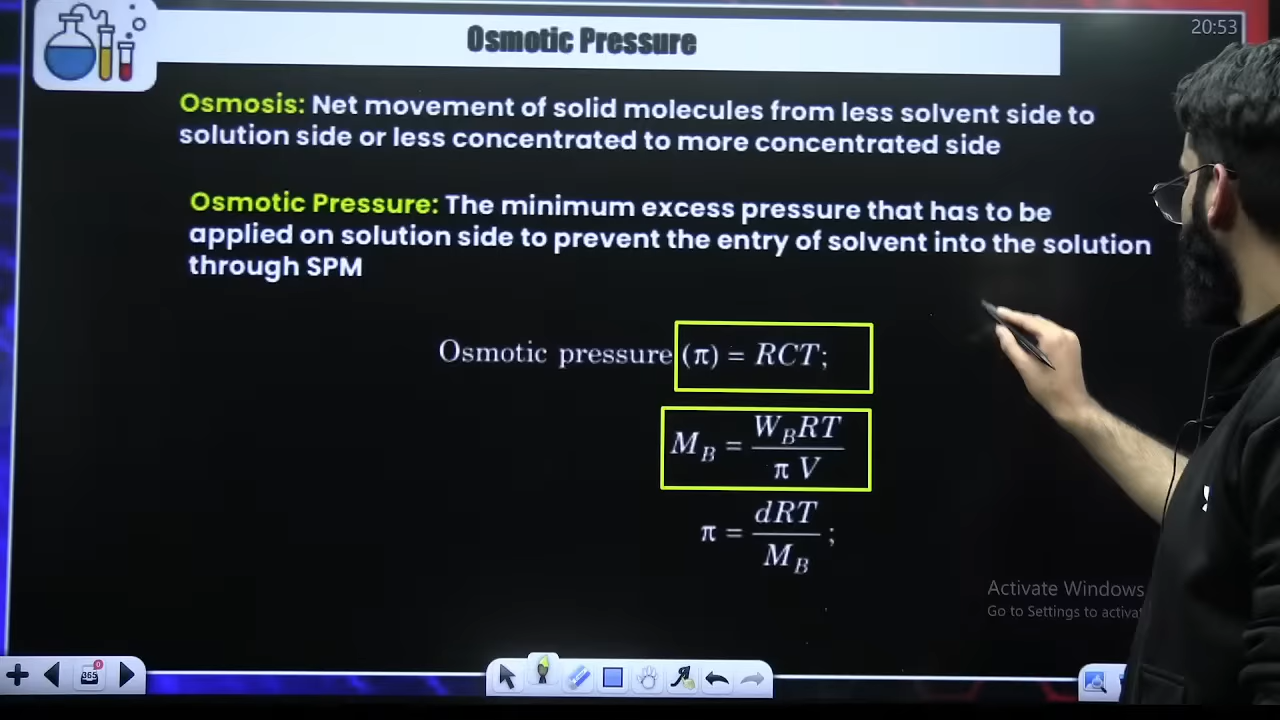 Osmotic Pressure
20:53
Osmosis: Net movement of solid molecules from less solvent side to
solution side or less concentrated to more concentrated side
Osmotic Pressure: The minimum excess pressure that has to be
applied on solution side to prevent the entry of solvent into the solution
through SPM
Osmotic pressure (π) = RCT;
M_B = W_B RT / π V
π = dRT / M_B ;
Activate Windows
Go to Settings to activat
365